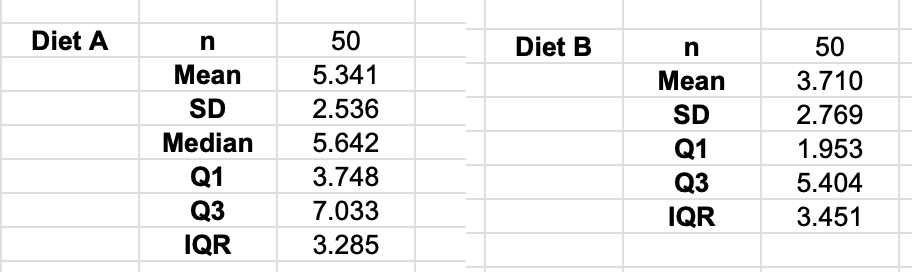 Diet A n 50
Mean 5.341
SD 2.536
Median 5.642
Q1 3.748
Q3 7.033
IQR 3.285
Diet B n 50
Mean 3.710
SD 2.769
Q1 1.953
Q3 5.404
IQR 3.451